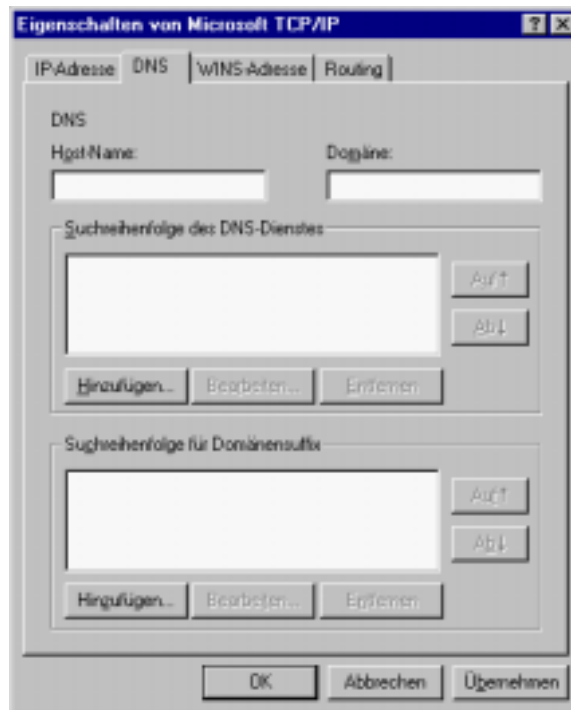 Eigenschaften von Microsoft TCP/IP
IP-Adresse DNS WINS-Adresse Routing
DNS
Host-Name: Domäne:
Suchreihenfolge des DNS-Dienstes
Auf↑
Ab↓
Hinzufügen... Bearbeiten... Entfernen
Suchreihenfolge für Domänensuffix
Auf↑
Ab↓
Hinzufügen... Bearbeiten... Entfernen
OK Abbrechen Übernehmen